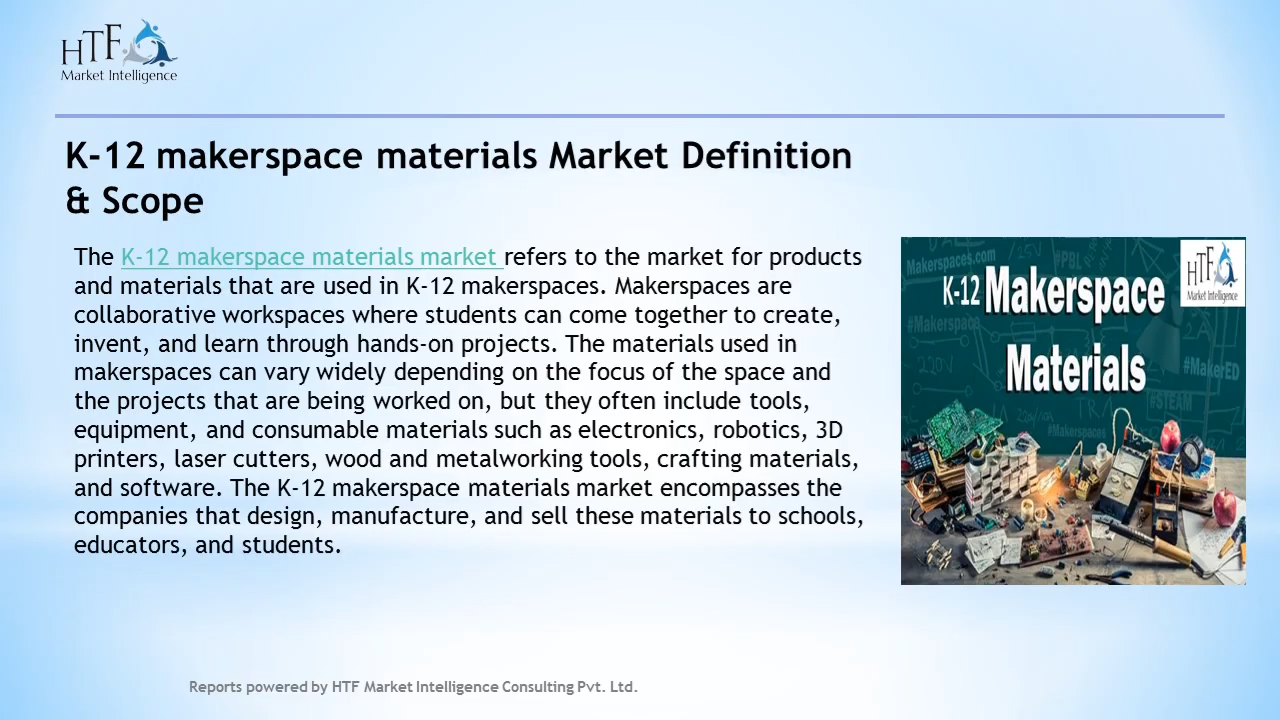 HTF
Market Intelligence
K-12 makerspace materials Market Definition
& Scope
The K-12 makerspace materials market refers to the market for products
and materials that are used in K-12 makerspaces. Makerspaces are
collaborative workspaces where students can come together to create,
invent, and learn through hands-on projects. The materials used in
makerspaces can vary widely depending on the focus of the space and
the projects that are being worked on, but they often include tools,
equipment, and consumable materials such as electronics, robotics, 3D
printers, laser cutters, wood and metalworking tools, crafting materials,
and software. The K-12 makerspace materials market encompasses the
companies that design, manufacture, and sell these materials to schools,
educators, and students.
HTF
Market Intelligence
Makerspaces.com
#PBL
K-12 Makerspace
Materials
#Makerspace
220V
#MakerED
#STEAM
#Makerspaces
Reports powered by HTF Market Intelligence Consulting Pvt. Ltd.